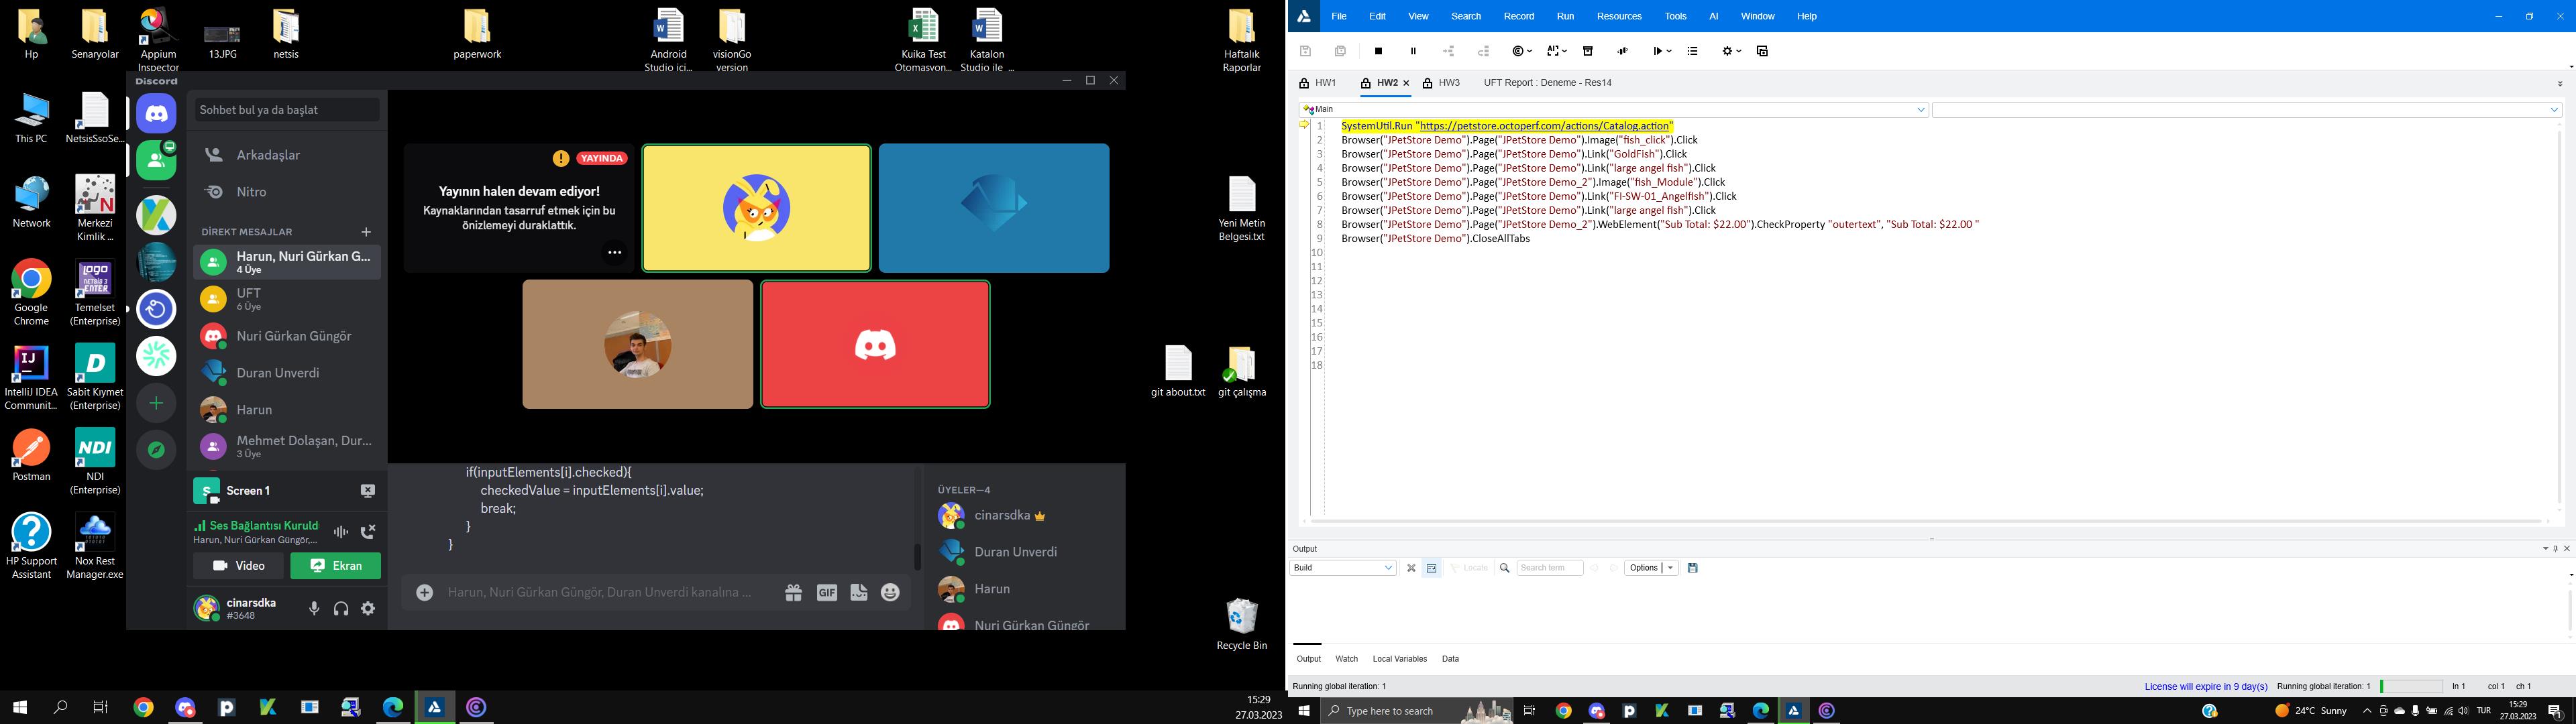 Hp
Senaryolar
Appium
Inspector
13.JPG
netsis
paperwork
Android
Studio ici...
visionGo
version
Kuika Test
Otomasyon...
Katalon
Studio ile ...
Haftalık
Raporlar
This PC
NetsisSsoSe...
Network
Merkezi
Kimlik ...
Google
Chrome
Temelset
(Enterprise)
IntelliJ IDEA
Communit...
Sabit Kıymet
(Enterprise)
Postman
NDI
(Enterprise)
HP Support
Assistant
Nox Rest
Manager.exe
Yeni Metin
Belgesi.txt
git about.txt
git çalışma
Recycle Bin
Discord
Sohbet bul ya da başlat
Arkadaşlar
Nitro
DİREKT MESAJLAR
Harun, Nuri Gürkan G...
4 Üye
UFT
6 Üye
Nuri Gürkan Güngör
Duran Unverdi
Harun
Mehmet Dolaşan, Dur...
3 Üye
Screen 1
Ses Bağlantısı Kuruld
Harun, Nuri Gürkan Güngör,...
Video
Ekran
cinarsdka
#3648
YAYINDA
Yayının halen devam ediyor!
Kaynaklarından tasarruf etmek için bu
önizlemeyi duraklattık.
if(inputElements[i].checked){
checkedValue = inputElements[i].value;
break;
}
}
Harun, Nuri Gürkan Güngör, Duran Unverdi kanalına ...
GIF
ÜYELER—4
cinarsdka
Duran Unverdi
Harun
Nuri Gürkan Güngör
15:29
27.03.2023
File Edit View Search Record Run Resources Tools AI Window Help
HW1
HW2
HW3
UFT Report : Deneme - Res14
Main
1 SystemUtil.Run "https://petstore.octoperf.com/actions/Catalog.action"
2 Browser("JPetStore Demo").Page("JPetStore Demo").Image("fish_click").Click
3 Browser("JPetStore Demo").Page("JPetStore Demo").Link("GoldFish").Click
4 Browser("JPetStore Demo").Page("JPetStore Demo").Link("large angel fish").Click
5 Browser("JPetStore Demo").Page("JPetStore Demo_2").Image("fish_Module").Click
6 Browser("JPetStore Demo").Page("JPetStore Demo").Link("FI-SW-01_Angelfish").Click
7 Browser("JPetStore Demo").Page("JPetStore Demo").Link("large angel fish").Click
8 Browser("JPetStore Demo").Page("JPetStore Demo_2").WebElement("Sub Total: $22.00").CheckProperty "outertext", "Sub Total: $22.00 "
9 Browser("JPetStore Demo").CloseAllTabs
10
11
12
13
14
15
16
17
18
Output
Build
Locate
Search term
Options
Output Watch Local Variables Data
Running global iteration: 1
License will expire in 9 day(s)
Running global iteration: 1
ln 1 col 1 ch 1
Type here to search
24°C Sunny
TUR
15:29
27.03.2023